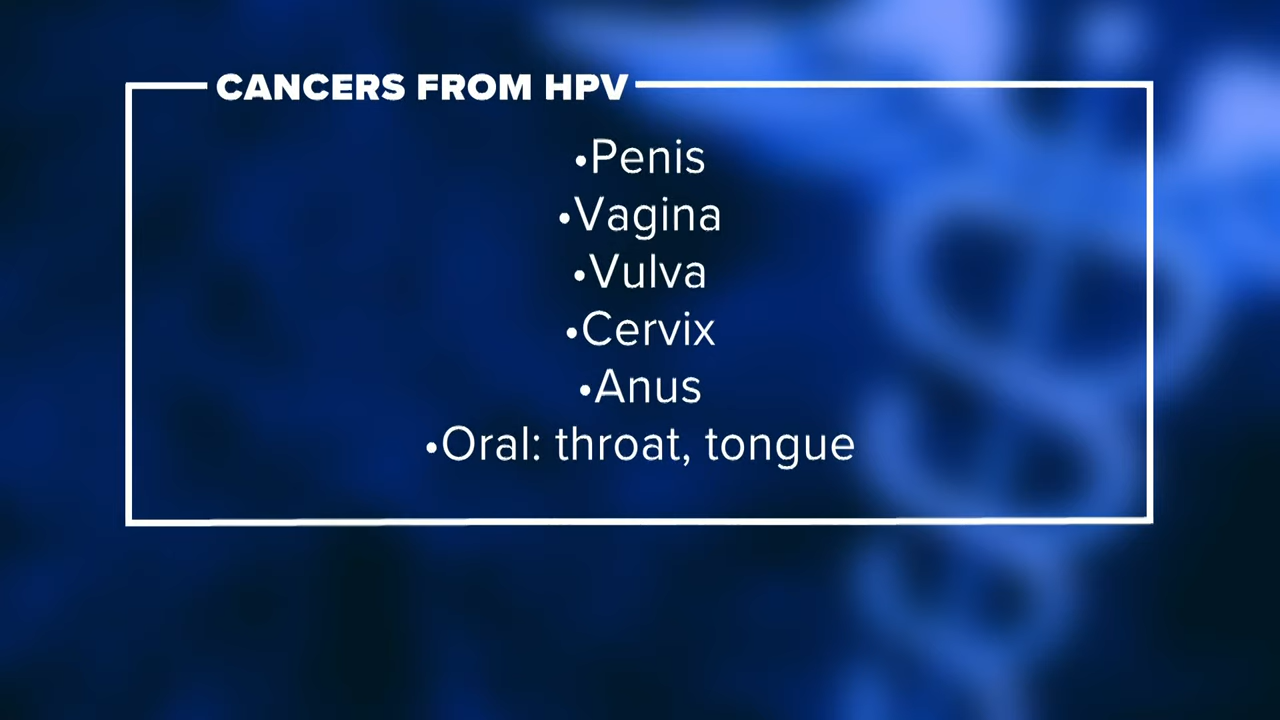 CANCERS FROM HPV
•Penis
•Vagina
•Vulva
•Cervix
•Anus
•Oral: throat, tongue